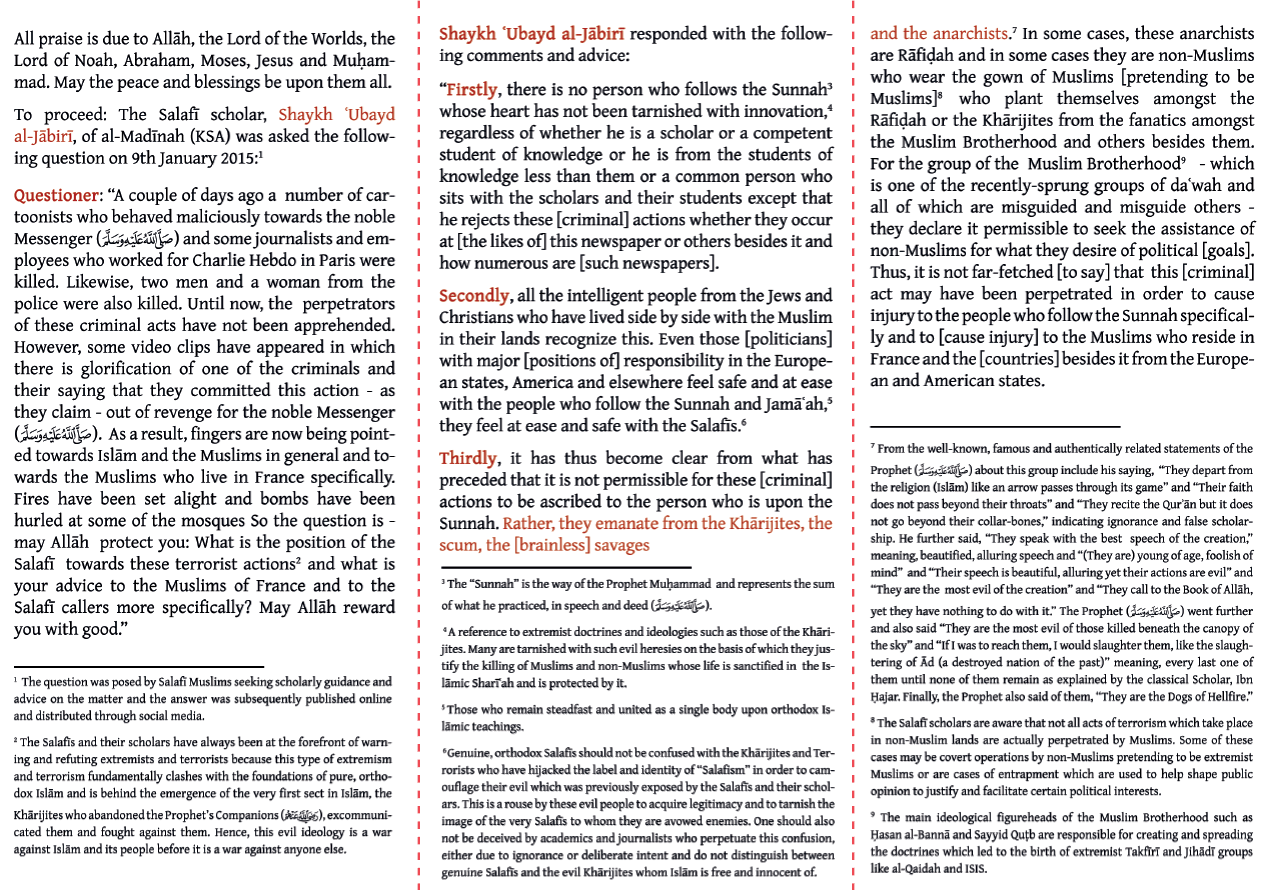 All praise is due to Allāh, the Lord of the Worlds, the
Lord of Noah, Abraham, Moses, Jesus and Muḥam-
mad. May the peace and blessings be upon them all.
To proceed: The Salafī scholar, Shaykh ʿUbayd
al-Jābirī, of al-Madīnah (KSA) was asked the follow-
ing question on 9th January 2015:¹
Questioner: “A couple of days ago a number of car-
toonists who behaved maliciously towards the noble
Messenger (ﷺ) and some journalists and em-
ployees who worked for Charlie Hebdo in Paris were
killed. Likewise, two men and a woman from the
police were also killed. Until now, the perpetrators
of these criminal acts have not been apprehended.
However, some video clips have appeared in which
there is glorification of one of the criminals and
their saying that they committed this action - as
they claim - out of revenge for the noble Messenger
(ﷺ). As a result, fingers are now being point-
ed towards Islām and the Muslims in general and to-
wards the Muslims who live in France specifically.
Fires have been set alight and bombs have been
hurled at some of the mosques So the question is -
may Allāh protect you: What is the position of the
Salafī towards these terrorist actions² and what is
your advice to the Muslims of France and to the
Salafī callers more specifically? May Allāh reward
you with good.”
¹ The question was posed by Salafī Muslims seeking scholarly guidance and
advice on the matter and the answer was subsequently published online
and distributed through social media.
² The Salafīs and their scholars have always been at the forefront of warn-
ing and refuting extremists and terrorists because this type of extremism
and terrorism fundamentally clashes with the foundations of pure, ortho-
dox Islām and is behind the emergence of the very first sect in Islām, the
Khārijites who abandoned the Prophet’s Companions (), excommuni-
cated them and fought against them. Hence, this evil ideology is a war
against Islām and its people before it is a war against anyone else.
Shaykh ʿUbayd al-Jābirī responded with the follow-
ing comments and advice:
“Firstly, there is no person who follows the Sunnah³
whose heart has not been tarnished with innovation,⁴
regardless of whether he is a scholar or a competent
student of knowledge or he is from the students of
knowledge less than them or a common person who
sits with the scholars and their students except that
he rejects these [criminal] actions whether they occur
at [the likes of] this newspaper or others besides it and
how numerous are [such newspapers].
Secondly, all the intelligent people from the Jews and
Christians who have lived side by side with the Muslim
in their lands recognize this. Even those [politicians]
with major [positions of] responsibility in the Europe-
an states, America and elsewhere feel safe and at ease
with the people who follow the Sunnah and Jamāʿah,⁵
they feel at ease and safe with the Salafīs.⁶
Thirdly, it has thus become clear from what has
preceded that it is not permissible for these [criminal]
actions to be ascribed to the person who is upon the
Sunnah. Rather, they emanate from the Khārijites, the
scum, the [brainless] savages
³ The “Sunnah” is the way of the Prophet Muḥammad and represents the sum
of what he practiced, in speech and deed (ﷺ).
⁴A reference to extremist doctrines and ideologies such as those of the Khāri-
jites. Many are tarnished with such evil heresies on the basis of which they jus-
tify the killing of Muslims and non-Muslims whose life is sanctified in the Is-
lāmic Sharīʿah and is protected by it.
⁵Those who remain steadfast and united as a single body upon orthodox Is-
lāmic teachings.
⁶Genuine, orthodox Salafīs should not be confused with the Khārijites and Ter-
rorists who have hijacked the label and identity of “Salafism” in order to cam-
ouflage their evil which was previously exposed by the Salafīs and their schol-
ars. This is a rouse by these evil people to acquire legitimacy and to tarnish the
image of the very Salafīs to whom they are avowed enemies. One should also
not be deceived by academics and journalists who perpetuate this confusion,
either due to ignorance or deliberate intent and do not distinguish between
genuine Salafīs and the evil Khārijites whom Islām is free and innocent of.
and the anarchists.⁷ In some cases, these anarchists
are Rāfiḍah and in some cases they are non-Muslims
who wear the gown of Muslims [pretending to be
Muslims]⁸ who plant themselves amongst the
Rāfiḍah or the Khārijites from the fanatics amongst
the Muslim Brotherhood and others besides them.
For the group of the Muslim Brotherhood⁹ - which
is one of the recently-sprung groups of daʿwah and
all of which are misguided and misguide others -
they declare it permissible to seek the assistance of
non-Muslims for what they desire of political [goals].
Thus, it is not far-fetched [to say] that this [criminal]
act may have been perpetrated in order to cause
injury to the people who follow the Sunnah specifical-
ly and to [cause injury] to the Muslims who reside in
France and the [countries] besides it from the Europe-
an and American states.
⁷ From the well-known, famous and authentically related statements of the
Prophet (ﷺ) about this group include his saying, “They depart from
the religion (Islām) like an arrow passes through its game” and “Their faith
does not pass beyond their throats” and “They recite the Qurʾān but it does
not go beyond their collar-bones,” indicating ignorance and false scholar-
ship. He further said, “They speak with the best speech of the creation,”
meaning, beautified, alluring speech and “(They are) young of age, foolish of
mind” and “Their speech is beautiful, alluring yet their actions are evil” and
“They are the most evil of the creation” and “They call to the Book of Allāh,
yet they have nothing to do with it.” The Prophet (ﷺ) went further
and also said “They are the most evil of those killed beneath the canopy of
the sky” and “If I was to reach them, I would slaughter them, like the slaugh-
tering of Ād (a destroyed nation of the past)” meaning, every last one of
them until none of them remain as explained by the classical Scholar, Ibn
Ḥajar. Finally, the Prophet also said of them, “They are the Dogs of Hellfire.”
⁸ The Salafī scholars are aware that not all acts of terrorism which take place
in non-Muslim lands are actually perpetrated by Muslims. Some of these
cases may be covert operations by non-Muslims pretending to be extremist
Muslims or are cases of entrapment which are used to help shape public
opinion to justify and facilitate certain political interests.
⁹ The main ideological figureheads of the Muslim Brotherhood such as
Ḥasan al-Bannā and Sayyid Quṭb are responsible for creating and spreading
the doctrines which led to the birth of extremist Takfīrī and Jihādī groups
like al-Qaidah and ISIS.